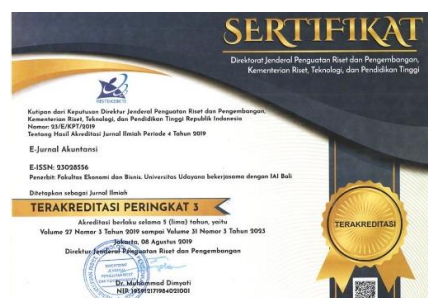 SERTIFIKAT
Direktorat Jenderal Penguatan Riset dan Pengembangan,
Kementerian Riset, Teknologi, dan Pendidikan Tinggi
RISTEKDIKTI
Kutipan dari Keputusan Direktur Jenderal Penguatan Riset dan Pengembangan,
Kementerian Riset, Teknologi, dan Pendidikan Tinggi Republik Indonesia
Nomor: 23/E/KPT/2019
Tentang Hasil Akreditasi Jurnal Ilmiah Periode 4 Tahun 2019
E-Jurnal Akuntansi
E-ISSN: 23028556
Penerbit: Fakultas Ekonomi dan Bisnis, Universitas Udayana bekerjasama dengan IAI Bali
Ditetapkan sebagai Jurnal Ilmiah
TERAKREDITASI PERINGKAT 3
Akreditasi berlaku selama 5 (lima) tahun, yaitu
Volume 27 Nomor 3 Tahun 2019 sampai Volume 31 Nomor 3 Tahun 2023
Jakarta, 08 Agustus 2019
Direktur Jenderal Penguatan Riset dan Pengembangan
Dr. Muhammad Dimyati
NIP. 195912171984021001
TERAKREDITASI